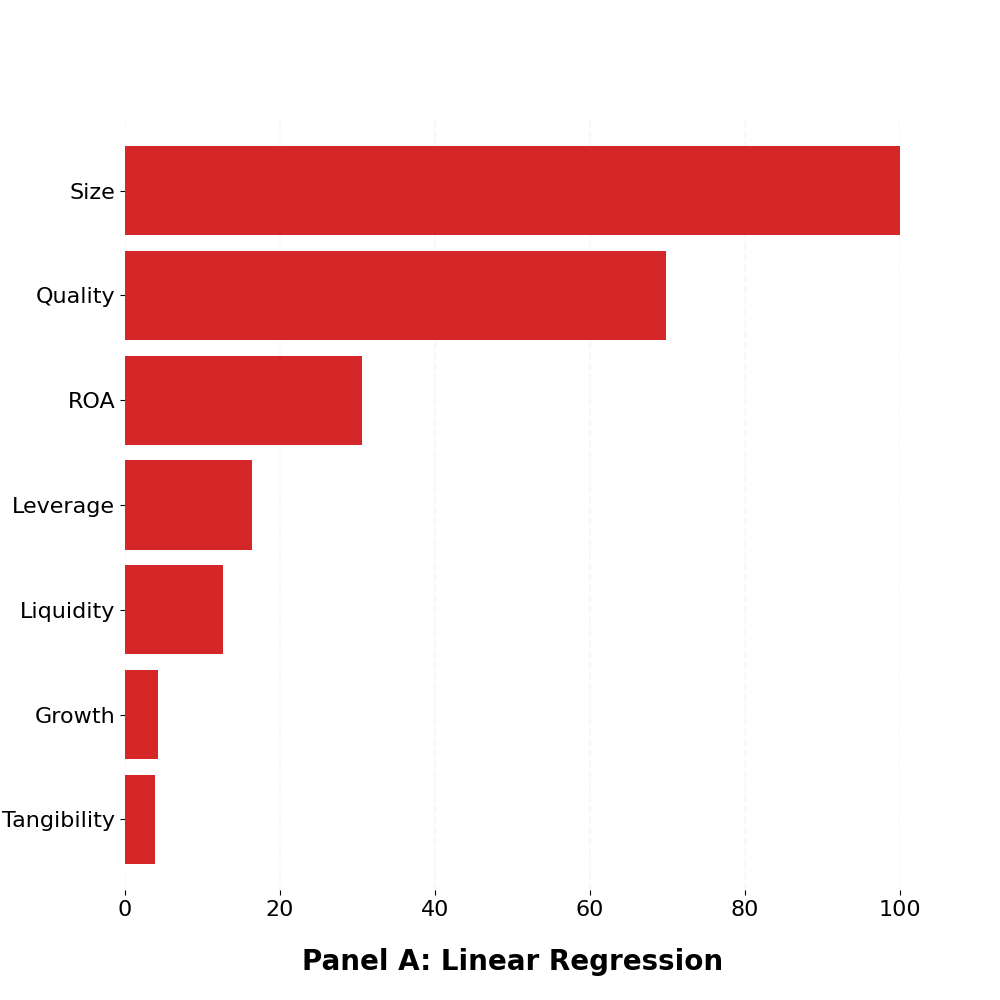 Size
Quality
ROA
Leverage
Liquidity
Growth
Tangibility
0 20 40 60 80 100
Panel A: Linear Regression